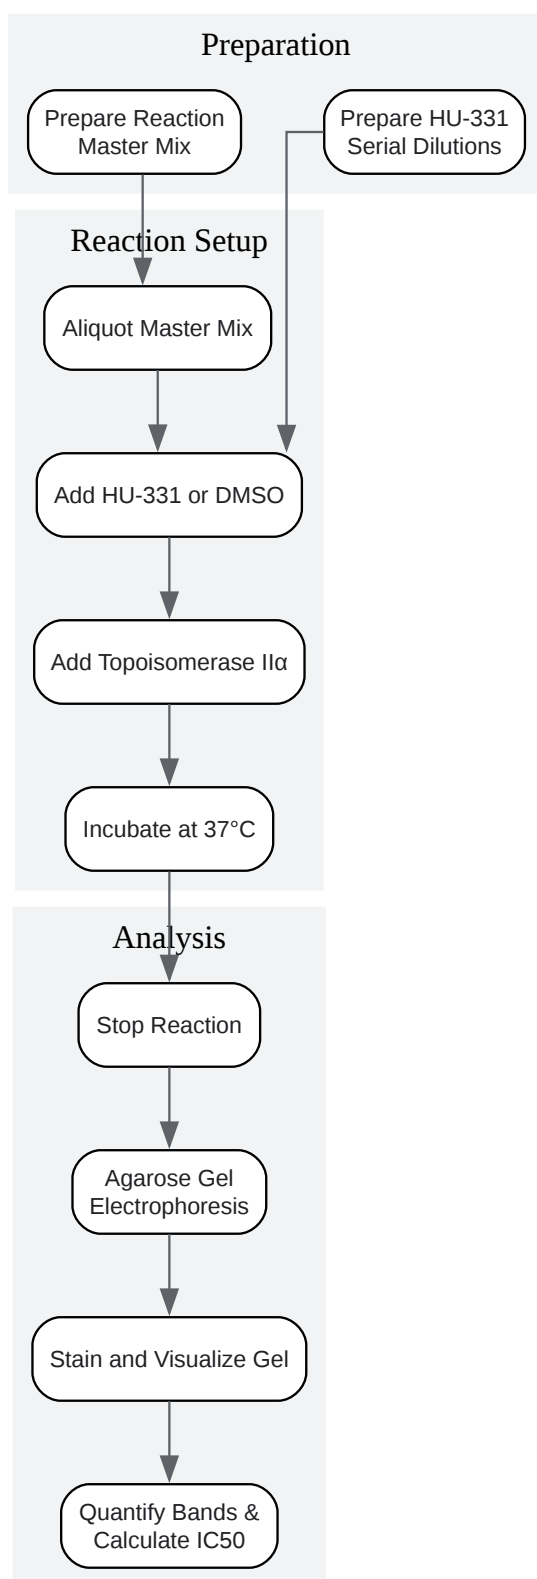 Preparation
Prepare Reaction
Master Mix
Prepare HU-331
Serial Dilutions
Reaction Setup
Aliquot Master Mix
Add HU-331 or DMSO
Add Topoisomerase IIα
Incubate at 37°C
Analysis
Stop Reaction
Agarose Gel
Electrophoresis
Stain and Visualize Gel
Quantify Bands &
Calculate IC50